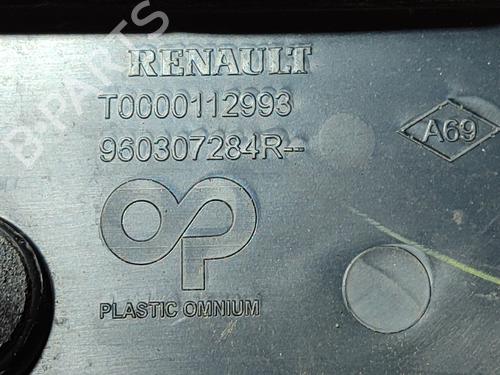 B-PARTS
RENAULT
T0000112993
960307284R--
A69
PLASTIC OMNIUM